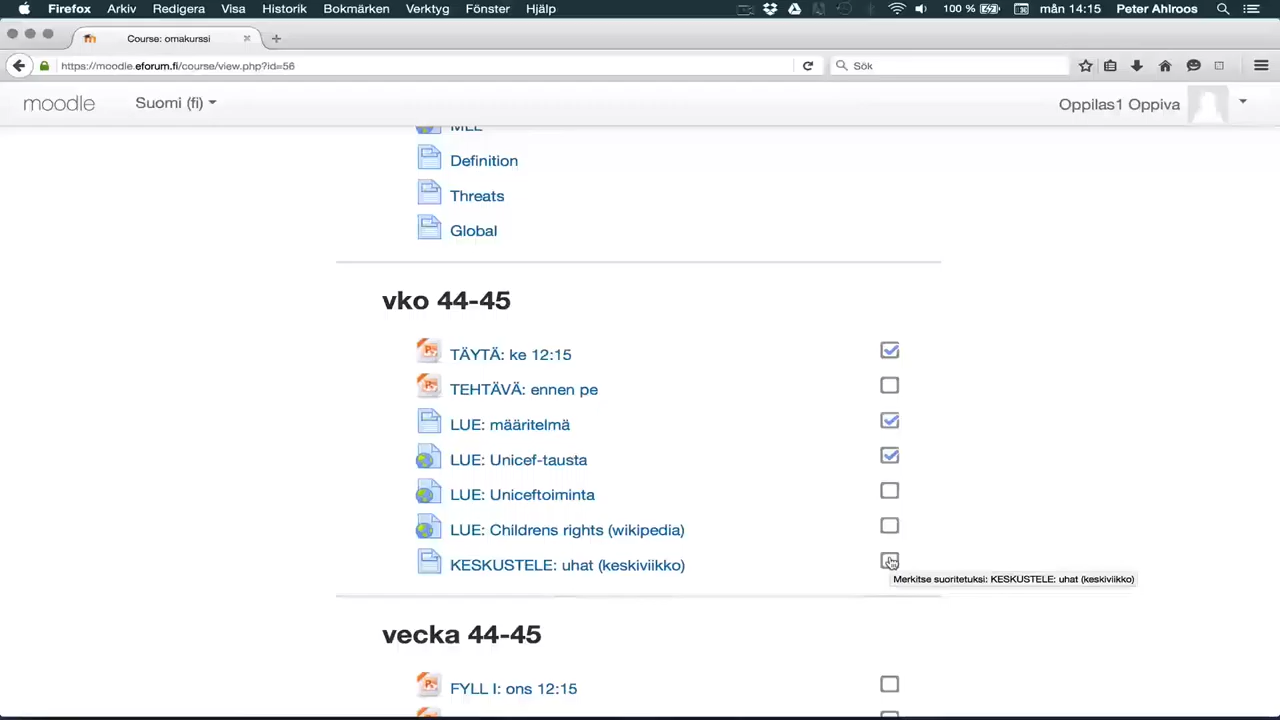 Firefox Arkiv Redigera Visa Historik Bokmärken Verktyg Fönster Hjälp 100 % mån 14:15 Peter Ahlroos
Course: omakurssi
https://moodle.eforum.fi/course/view.php?id=56 Sök
moodle Suomi (fi) Oppilas1 Oppiva
MLL
Definition
Threats
Global
vko 44-45
TÄYTÄ: ke 12:15
TEHTÄVÄ: ennen pe
LUE: määritelmä
LUE: Unicef-tausta
LUE: Uniceftoiminta
LUE: Childrens rights (wikipedia)
KESKUSTELE: uhat (keskiviikko)
Merkitse suoritetuksi: KESKUSTELE: uhat (keskiviikko)
vecka 44-45
FYLL I: ons 12:15